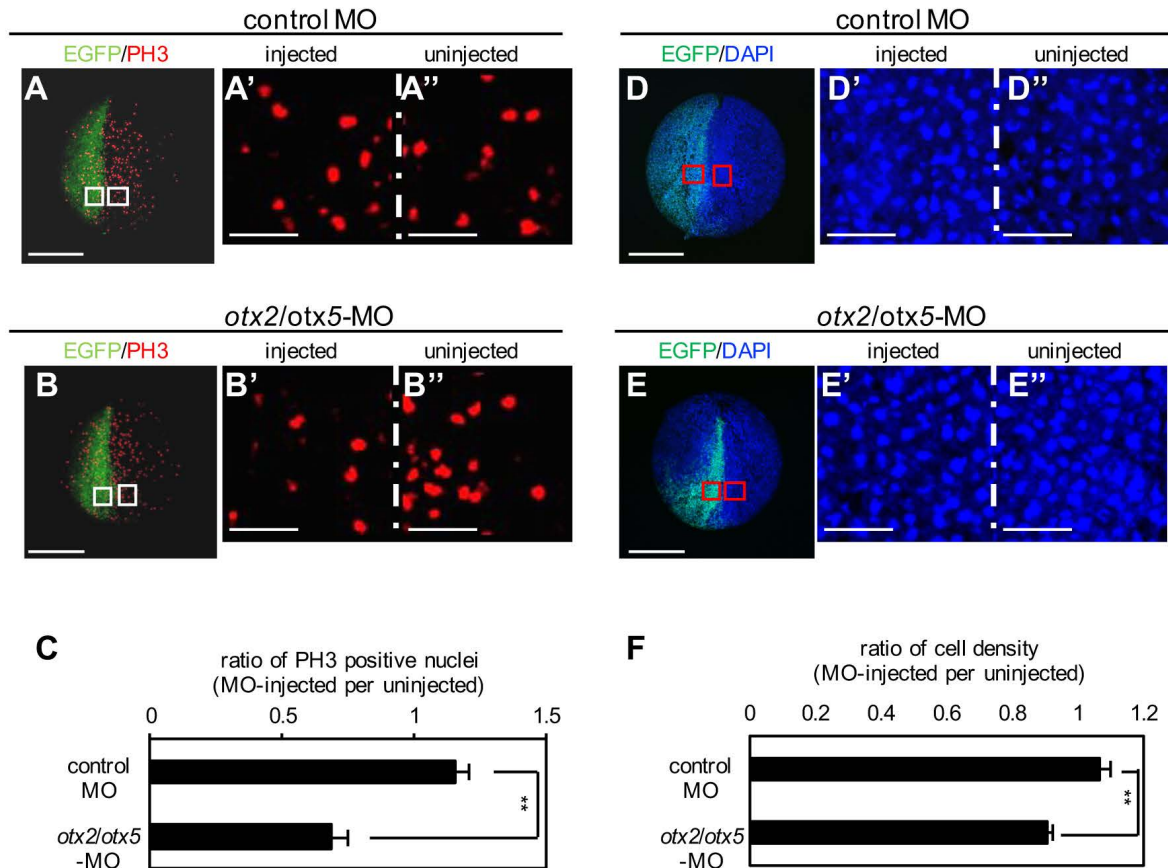 control MO
EGFP/PH3 injected uninjected
A A’ A’’
otx2/otx5-MO
EGFP/PH3 injected uninjected
B B’ B’’
C
ratio of PH3 positive nuclei
(MO-injected per uninjected)
0 0.5 1 1.5
control
MO
**
otx2/otx5
-MO
control MO
EGFP/DAPI injected uninjected
D D’ D’’
otx2/otx5-MO
EGFP/DAPI injected uninjected
E E’ E’’
F
ratio of cell density
(MO-injected per uninjected)
0 0.2 0.4 0.6 0.8 1 1.2
control
MO
**
otx2/otx5
-MO